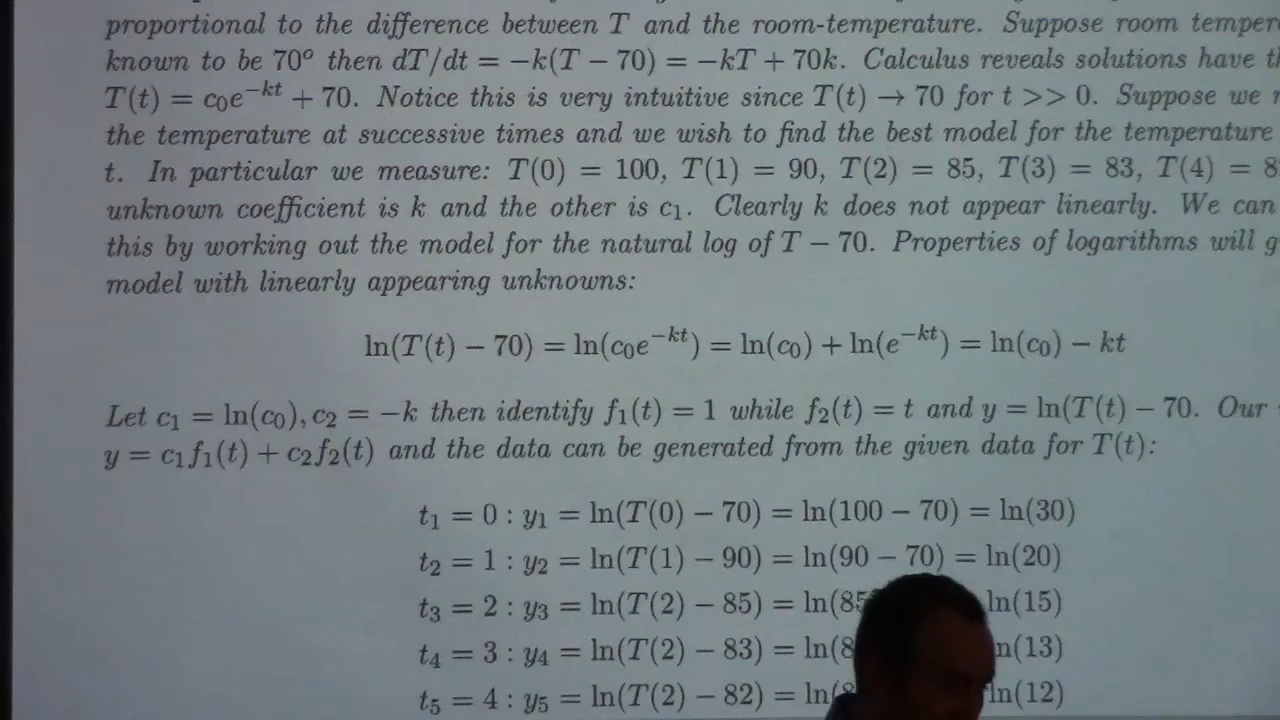 proportional to the difference between T and the room-temperature. Suppose room
known to be 70° then dT/dt = −k(T − 70) = −kT + 70k. Calculus reveals solutions have
T(t) = c₀e^{−kt} + 70. Notice this is very intuitive since T(t) → 70 for t >> 0. Suppose we
the temperature at successive times and we wish to find the best model for the temperature
t. In particular we measure: T(0) = 100, T(1) = 90, T(2) = 85, T(3) = 83, T(4) = 8
unknown coefficient is k and the other is c₁. Clearly k does not appear linearly. We can
this by working out the model for the natural log of T − 70. Properties of logarithms will
model with linearly appearing unknowns:
ln(T(t) − 70) = ln(c₀e^{−kt}) = ln(c₀) + ln(e^{−kt}) = ln(c₀) − kt
Let c₁ = ln(c₀), c₂ = −k then identify f₁(t) = 1 while f₂(t) = t and y = ln(T(t) − 70. Our
y = c₁f₁(t) + c₂f₂(t) and the data can be generated from the given data for T(t):
t₁ = 0 : y₁ = ln(T(0) − 70) = ln(100 − 70) = ln(30)
t₂ = 1 : y₂ = ln(T(1) − 90) = ln(90 − 70) = ln(20)
t₃ = 2 : y₃ = ln(T(2) − 85) = ln(85 ln(15)
t₄ = 3 : y₄ = ln(T(2) − 83) = ln(8 n(13)
t₅ = 4 : y₅ = ln(T(2) − 82) = ln(8 ln(12)